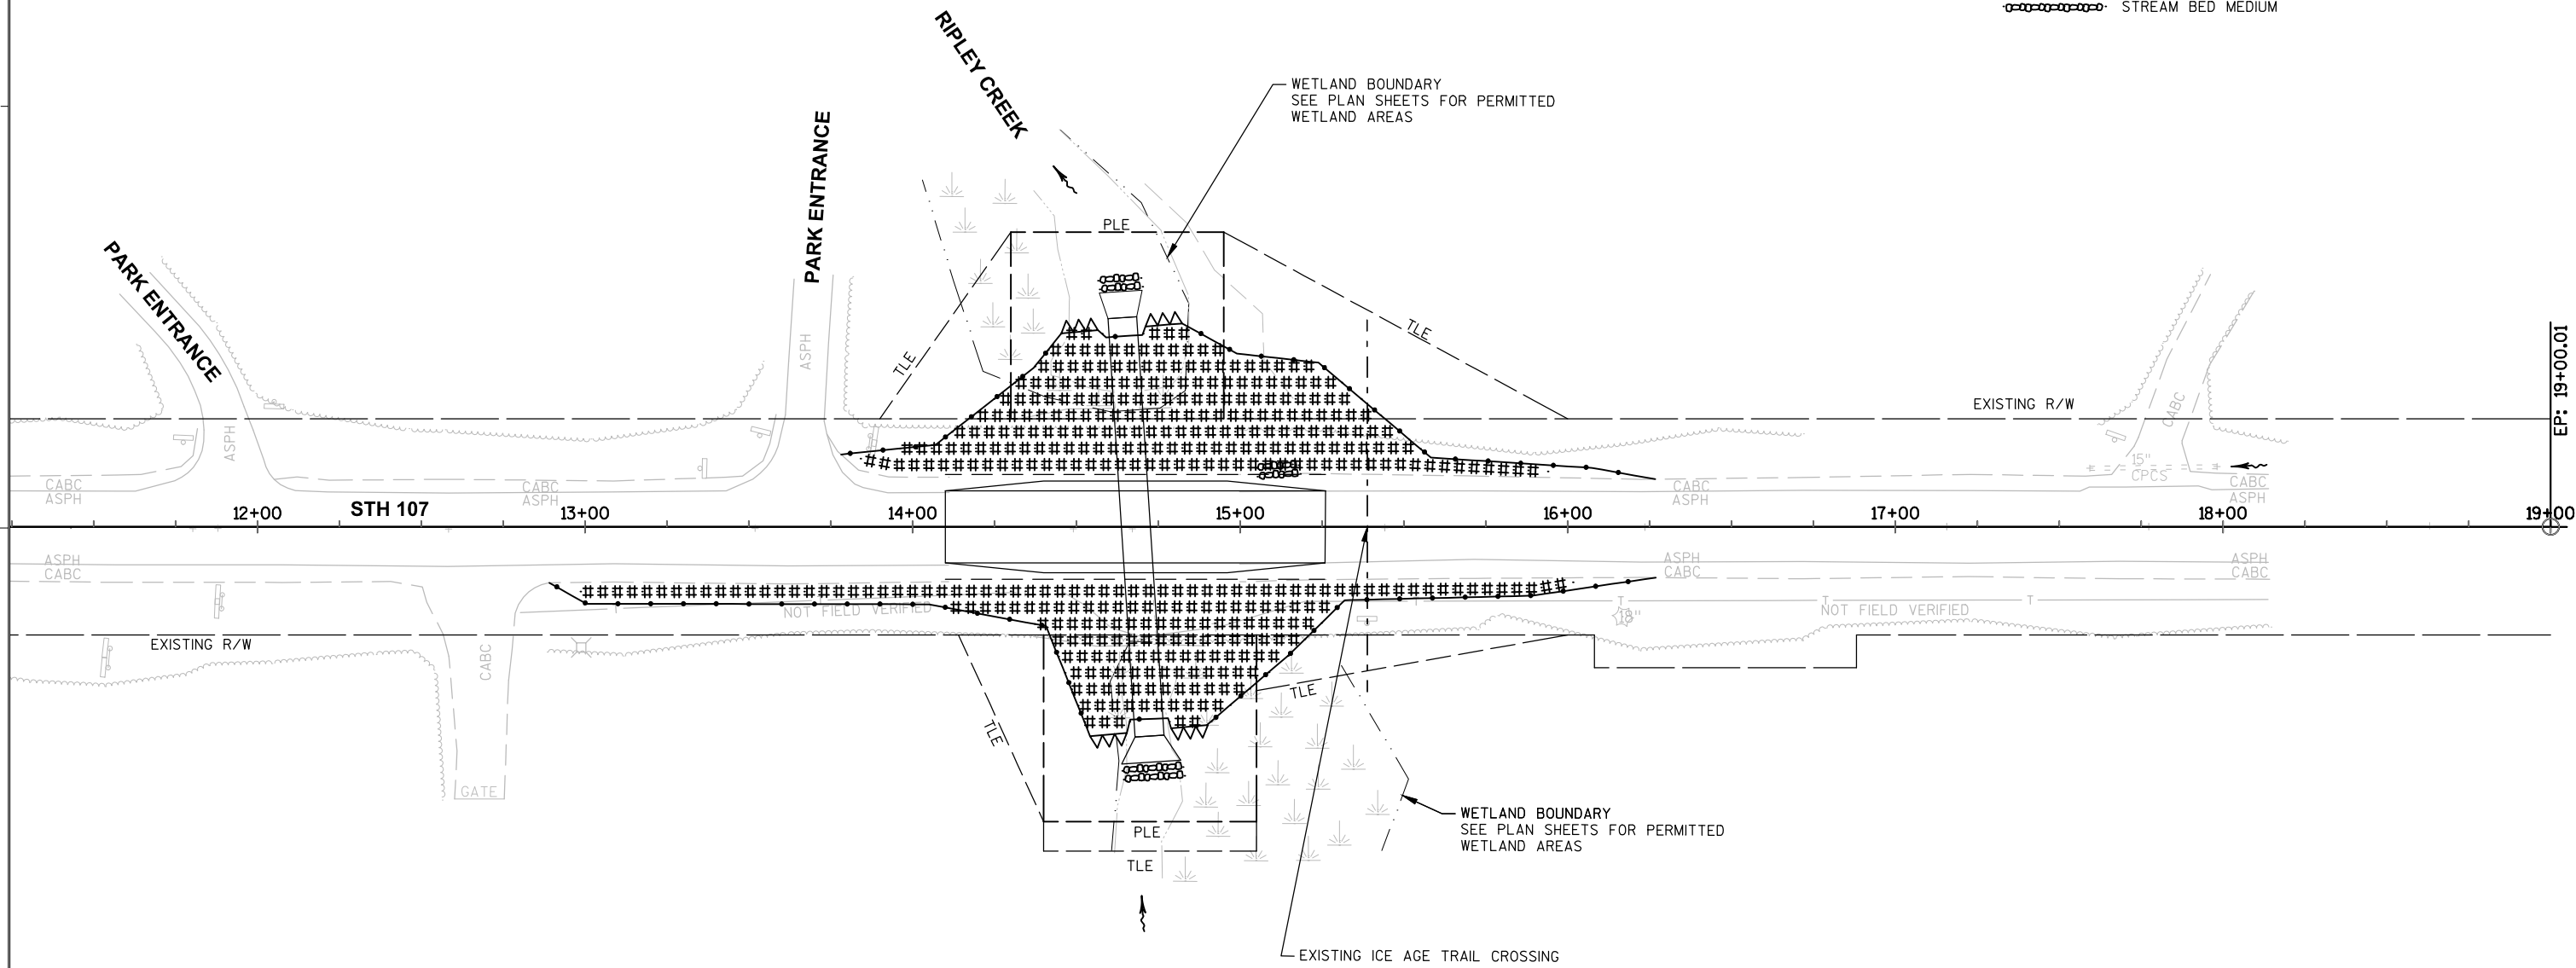 STREAM BED MEDIUM
RIPLEY CREEK
WETLAND BOUNDARY
SEE PLAN SHEETS FOR PERMITTED
WETLAND AREAS
PARK ENTRANCE
PARK ENTRANCE
PLE
TLE
TLE
ASPH
ASPH
EXISTING R/W
CABC
EP: 19+00.01
15"
CPCS
CABC
ASPH
CABC
ASPH
CABC
ASPH
CABC
ASPH
STH 107
12+00
13+00
14+00
15+00
16+00
17+00
18+00
19+00
ASPH
CABC
ASPH
CABC
ASPH
CABC
T
NOT FIELD VERIFIED
T
18"
T
NOT FIELD VERIFIED
T
EXISTING R/W
CABC
TLE
TLE
GATE
PLE
TLE
WETLAND BOUNDARY
SEE PLAN SHEETS FOR PERMITTED
WETLAND AREAS
EXISTING ICE AGE TRAIL CROSSING